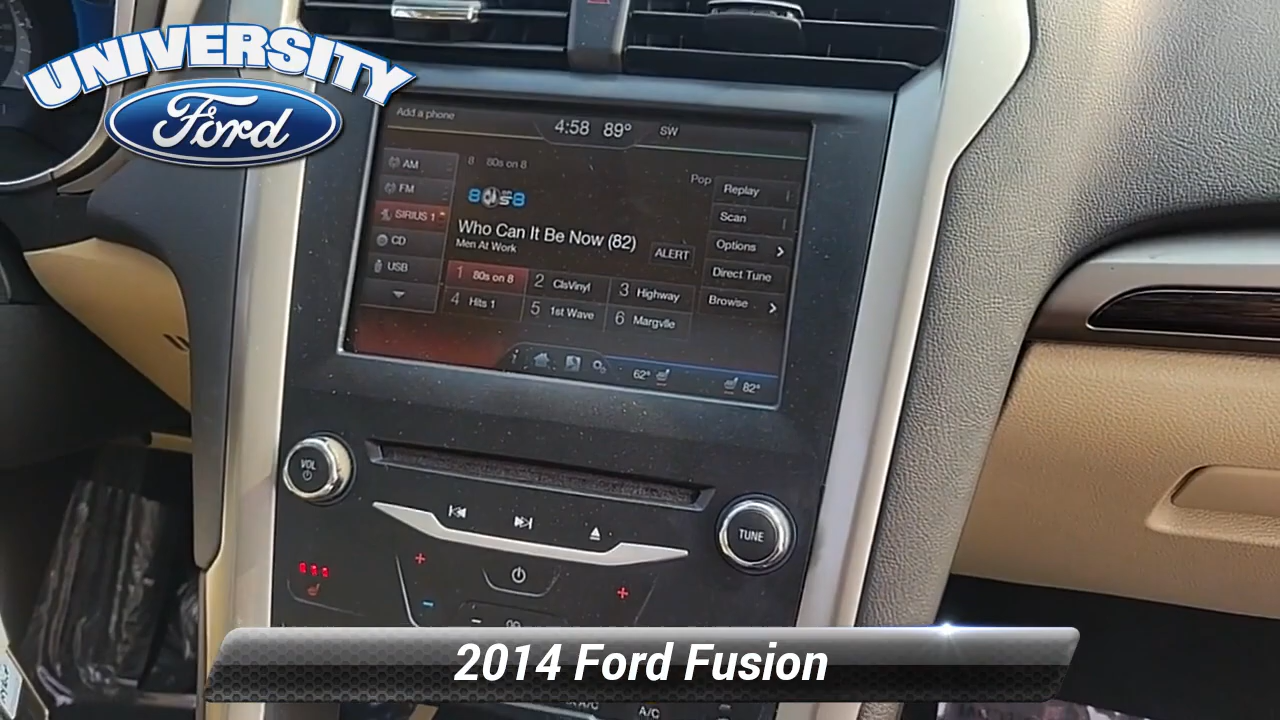 UNIVERSITY
Ford
Add a phone
4:58 89° SW
AM
FM
SIRIUS 1
CD
USB
8 80s on 8
Pop
80s on 8
Who Can It Be Now (82)
Men At Work
ALERT
1 80s on 8
2 ClsVinyl
3 Highway
4 Hits 1
5 1st Wave
6 Margvlle
Replay
Scan
Options >
Direct Tune
Browse >
i
62°
82°
VOL
TUNE
+
+
−
−
A/C
2014 Ford Fusion